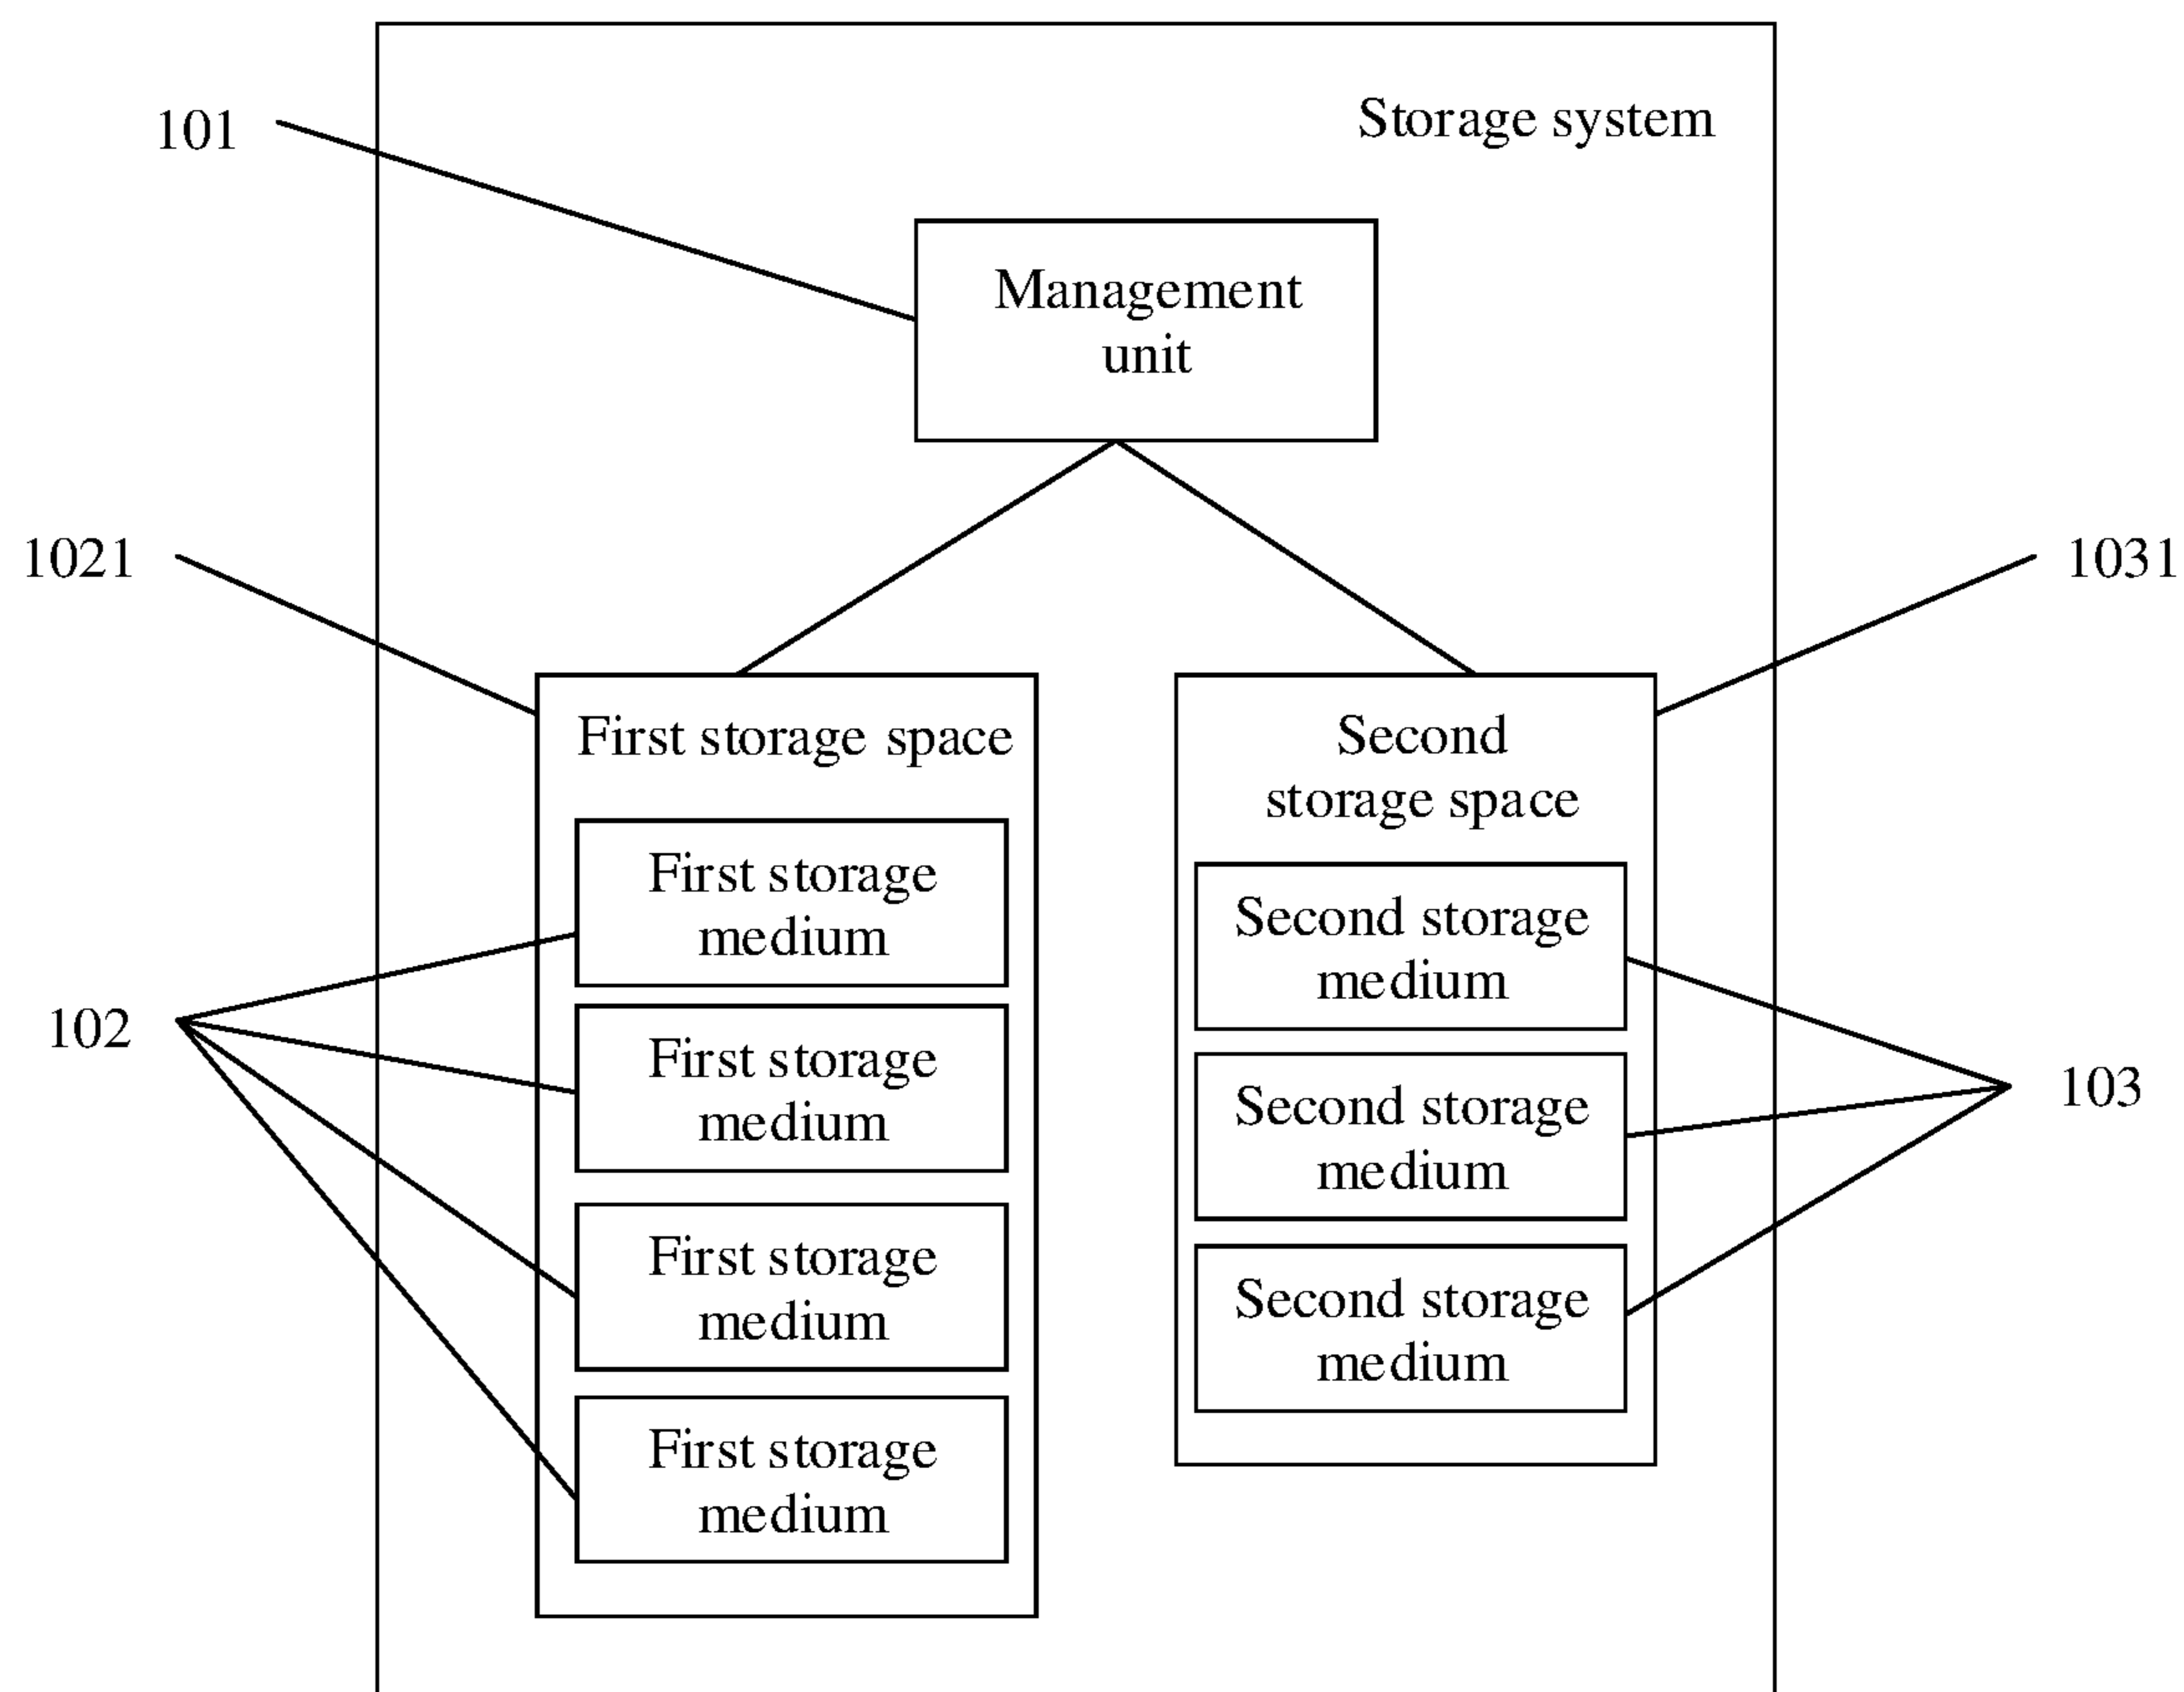 Storage system
101
Management
unit
1021
1031
First storage space
Second
storage space
First storage
medium
First storage
medium
First storage
medium
First storage
medium
Second storage
medium
Second storage
medium
Second storage
medium
102
103